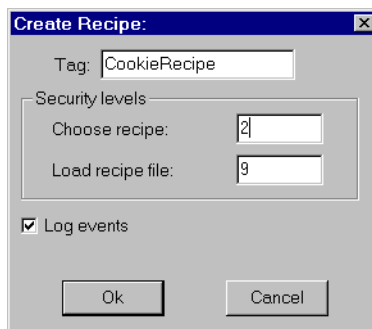 Create Recipe:
Tag: CookieRecipe
Security levels
Choose recipe: 2
Load recipe file: 9
Log events
Ok Cancel